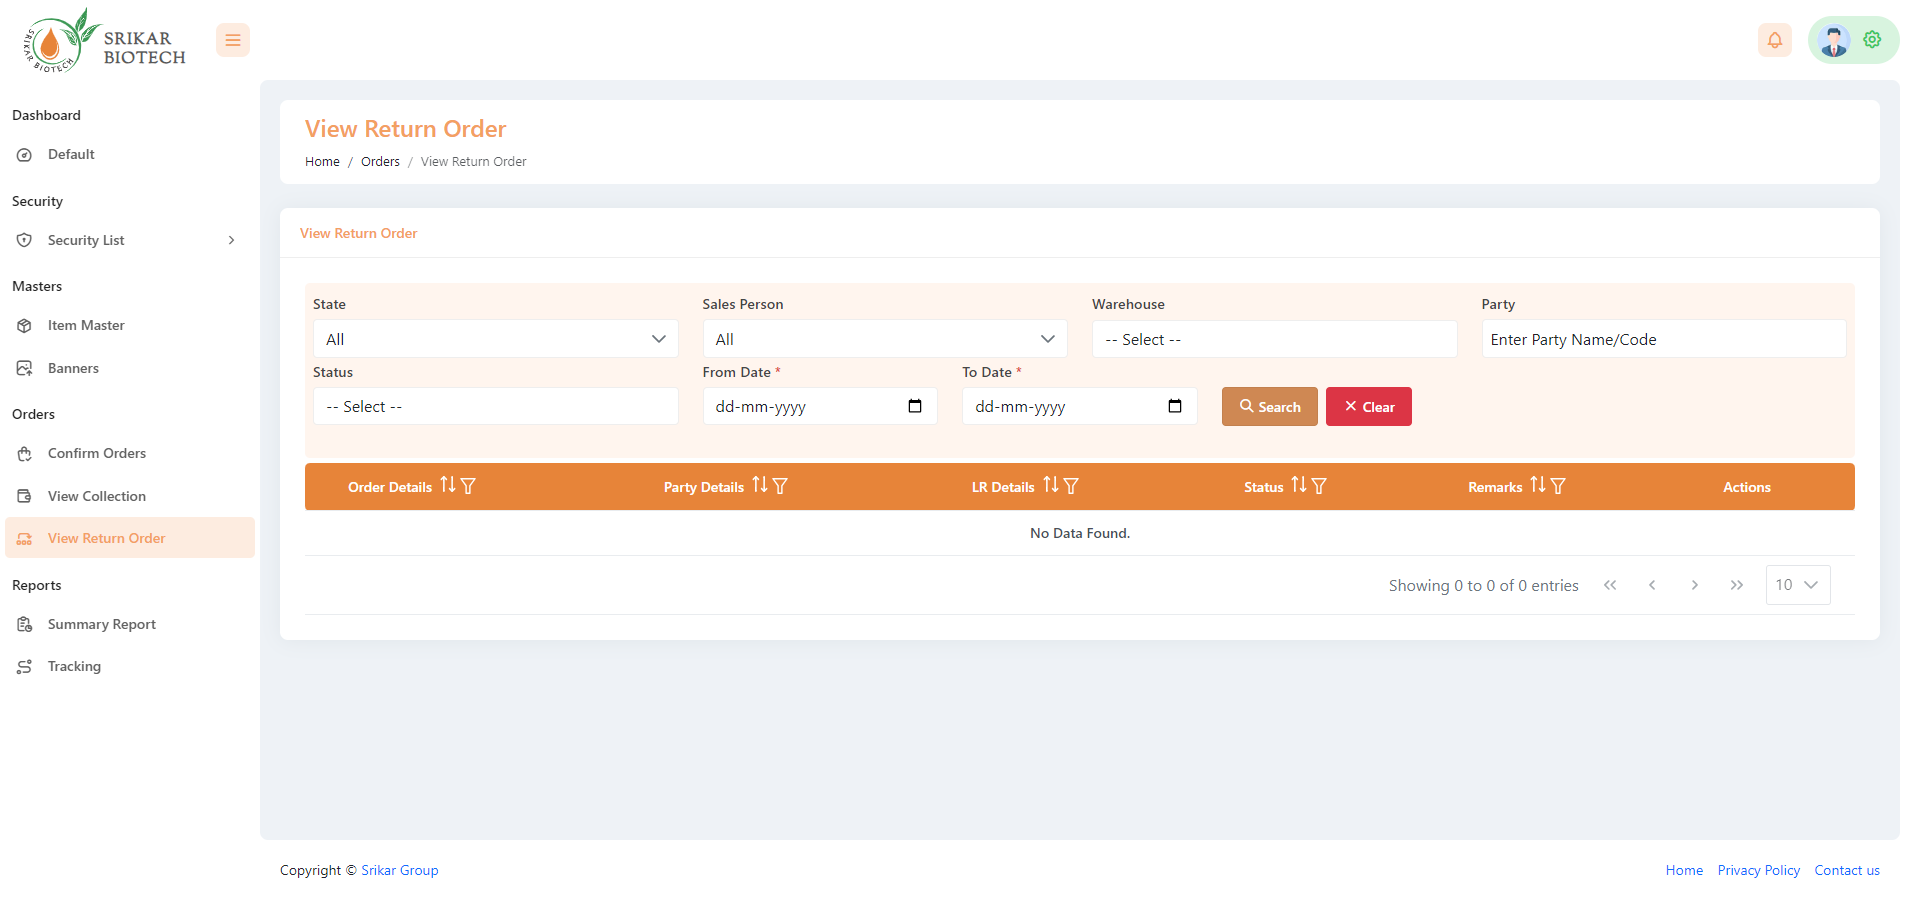 SRIKAR BIOTECH
SRIKAR
BIOTECH
Dashboard
Default
Security
Security List
Masters
Item Master
Banners
Orders
Confirm Orders
View Collection
View Return Order
Reports
Summary Report
Tracking
View Return Order
Home / Orders / View Return Order
View Return Order
State Sales Person Warehouse Party
All All -- Select -- Enter Party Name/Code
Status From Date * To Date *
-- Select -- dd-mm-yyyy dd-mm-yyyy Search Clear
Order Details Party Details LR Details Status Remarks Actions
No Data Found.
Showing 0 to 0 of 0 entries 10
Copyright © Srikar Group Home Privacy Policy Contact us